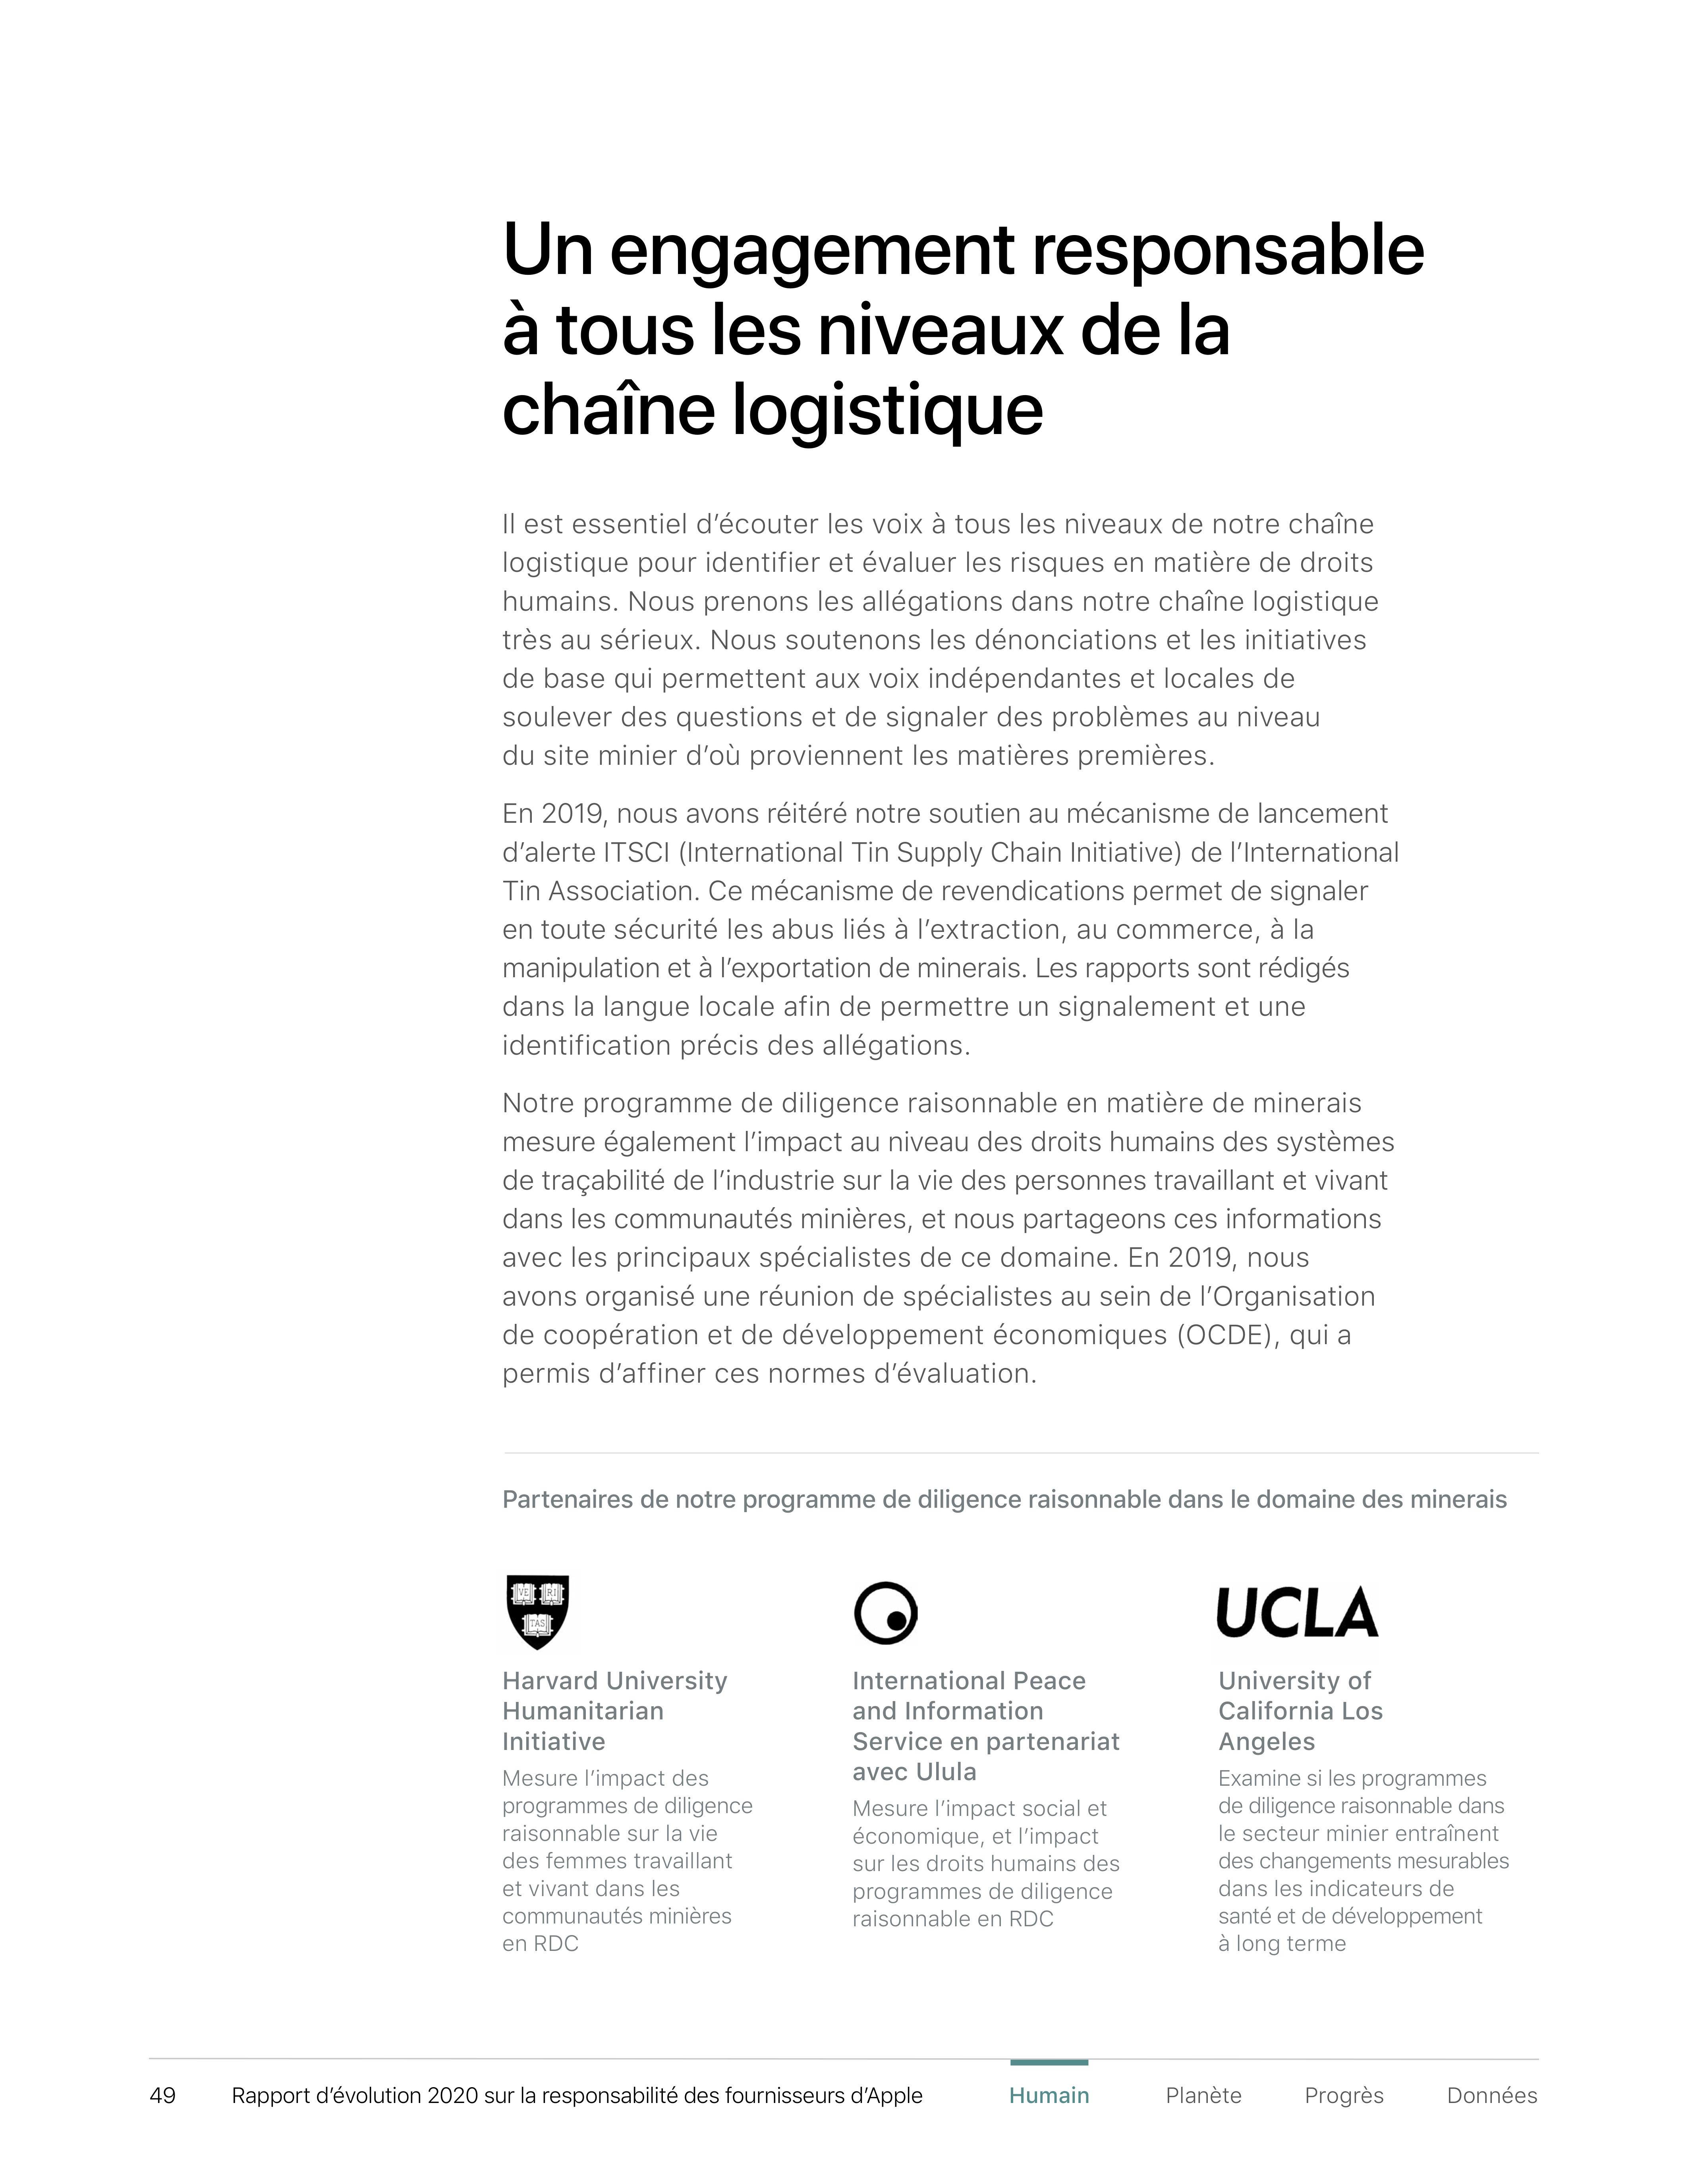 Un engagement responsable
à tous les niveaux de la
chaîne logistique
Il est essentiel d’écouter les voix à tous les niveaux de notre chaîne
logistique pour identifier et évaluer les risques en matière de droits
humains. Nous prenons les allégations dans notre chaîne logistique
très au sérieux. Nous soutenons les dénonciations et les initiatives
de base qui permettent aux voix indépendantes et locales de
soulever des questions et de signaler des problèmes au niveau
du site minier d’où proviennent les matières premières.
En 2019, nous avons réitéré notre soutien au mécanisme de lancement
d’alerte ITSCI (International Tin Supply Chain Initiative) de l’International
Tin Association. Ce mécanisme de revendications permet de signaler
en toute sécurité les abus liés à l’extraction, au commerce, à la
manipulation et à l’exportation de minerais. Les rapports sont rédigés
dans la langue locale afin de permettre un signalement et une
identification précis des allégations.
Notre programme de diligence raisonnable en matière de minerais
mesure également l’impact au niveau des droits humains des systèmes
de traçabilité de l’industrie sur la vie des personnes travaillant et vivant
dans les communautés minières, et nous partageons ces informations
avec les principaux spécialistes de ce domaine. En 2019, nous
avons organisé une réunion de spécialistes au sein de l’Organisation
de coopération et de développement économiques (OCDE), qui a
permis d’affiner ces normes d’évaluation.
Partenaires de notre programme de diligence raisonnable dans le domaine des minerais
VE RI
TAS
Harvard University
Humanitarian
Initiative
Mesure l’impact des
programmes de diligence
raisonnable sur la vie
des femmes travaillant
et vivant dans les
communautés minières
en RDC
International Peace
and Information
Service en partenariat
avec Ulula
Mesure l’impact social et
économique, et l’impact
sur les droits humains des
programmes de diligence
raisonnable en RDC
UCLA
University of
California Los
Angeles
Examine si les programmes
de diligence raisonnable dans
le secteur minier entraînent
des changements mesurables
dans les indicateurs de
santé et de développement
à long terme
49 Rapport d’évolution 2020 sur la responsabilité des fournisseurs d’Apple Humain Planète Progrès Données